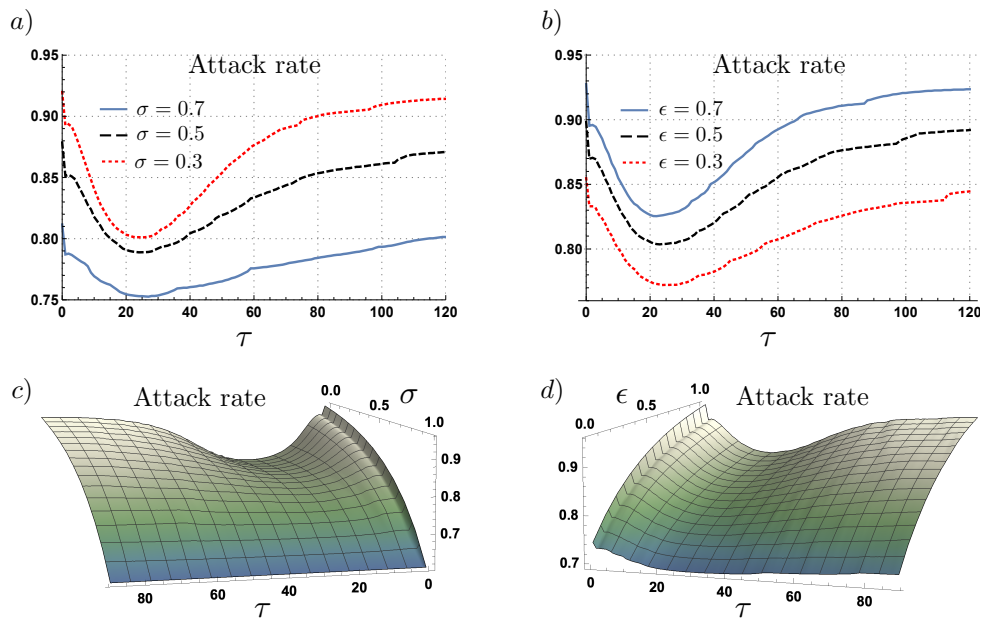 a)
Attack rate
0.95
0.90
0.85
0.80
0.75
σ = 0.7
σ = 0.5
σ = 0.3
0 20 40 60 80 100 120
τ
b)
Attack rate
0.95
0.90
0.85
0.80
ϵ = 0.7
ϵ = 0.5
ϵ = 0.3
0 20 40 60 80 100 120
τ
c)
Attack rate
0.0 0.5 1.0
σ
0.9
0.8
0.7
80 60 40 20 0
τ
d)
Attack rate
0.0 0.5 1.0
ϵ
0.9
0.8
0.7
0 20 40 60 80
τ